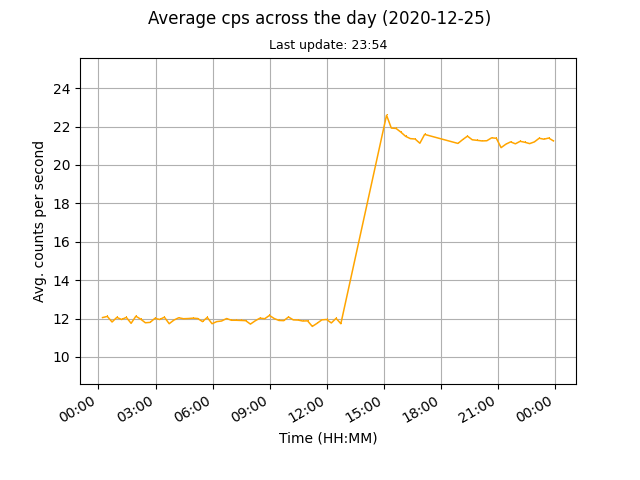 Average cps across the day (2020-12-25)
Last update: 23:54
24
22
20
18
16
14
12
10
Avg. counts per second
00:00 03:00 06:00 09:00 12:00 15:00 18:00 21:00 00:00
Time (HH:MM)